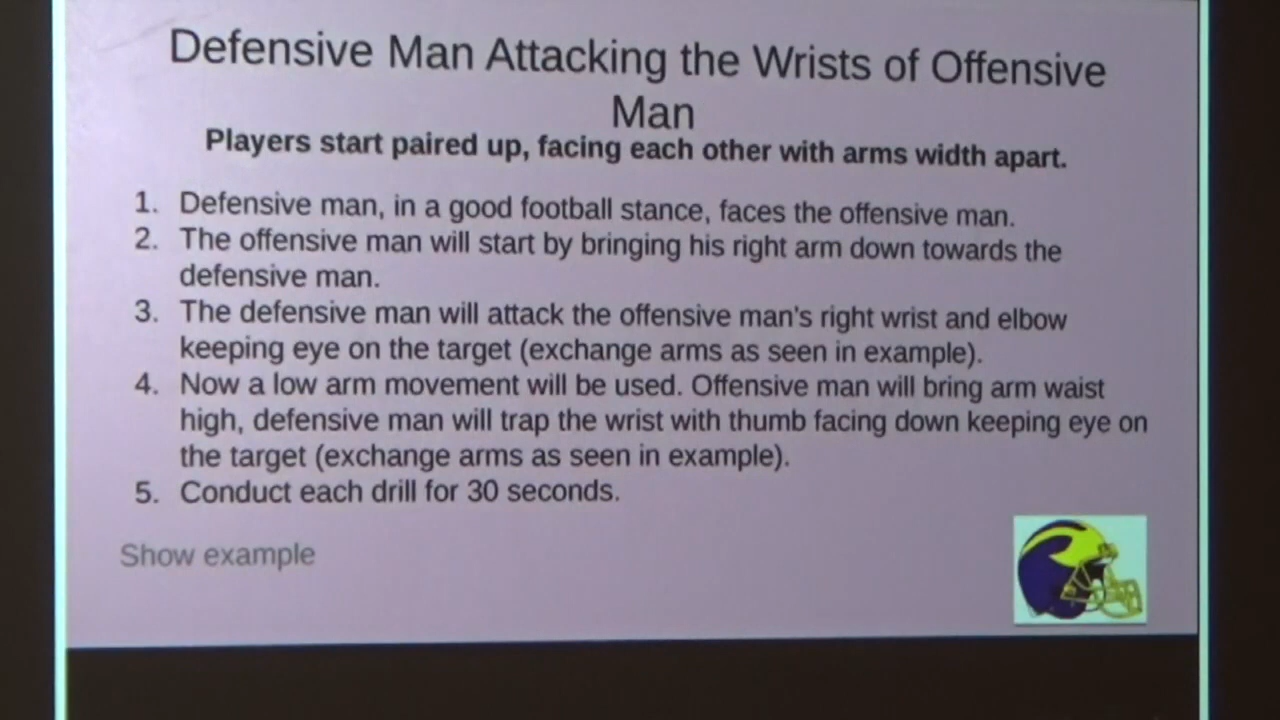 Defensive Man Attacking the Wrists of Offensive
Man
Players start paired up, facing each other with arms width apart.
1. Defensive man, in a good football stance, faces the offensive man.
2. The offensive man will start by bringing his right arm down towards the
defensive man.
3. The defensive man will attack the offensive man's right wrist and elbow
keeping eye on the target (exchange arms as seen in example).
4. Now a low arm movement will be used. Offensive man will bring arm waist
high, defensive man will trap the wrist with thumb facing down keeping eye on
the target (exchange arms as seen in example).
5. Conduct each drill for 30 seconds.
Show example